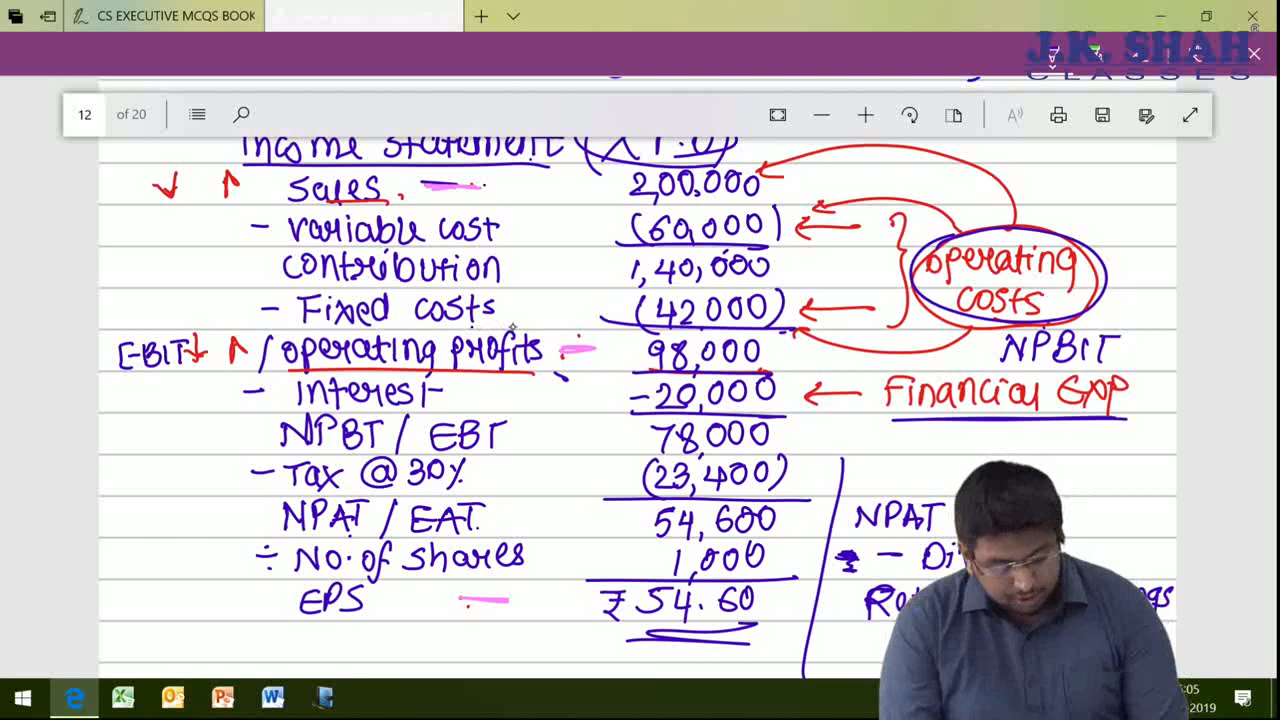 CS EXECUTIVE MCQS BOOK
J.K. SHAH®
CLASSES
12 of 20
Income statement
Sales 2,00,000
- variable cost (60,000)
contribution 1,40,000
- Fixed costs (42000)
operating costs
EBIT / operating profits 98,000
NPBIT
- Interest -20,000
Financial Exp
NPBT / EBT 78,000
- Tax @ 30% (23,400)
NPAT / EAT 54,600
÷ No. of shares 1,000
EPS ₹ 54.60
NPAT
- Di
:05
2019